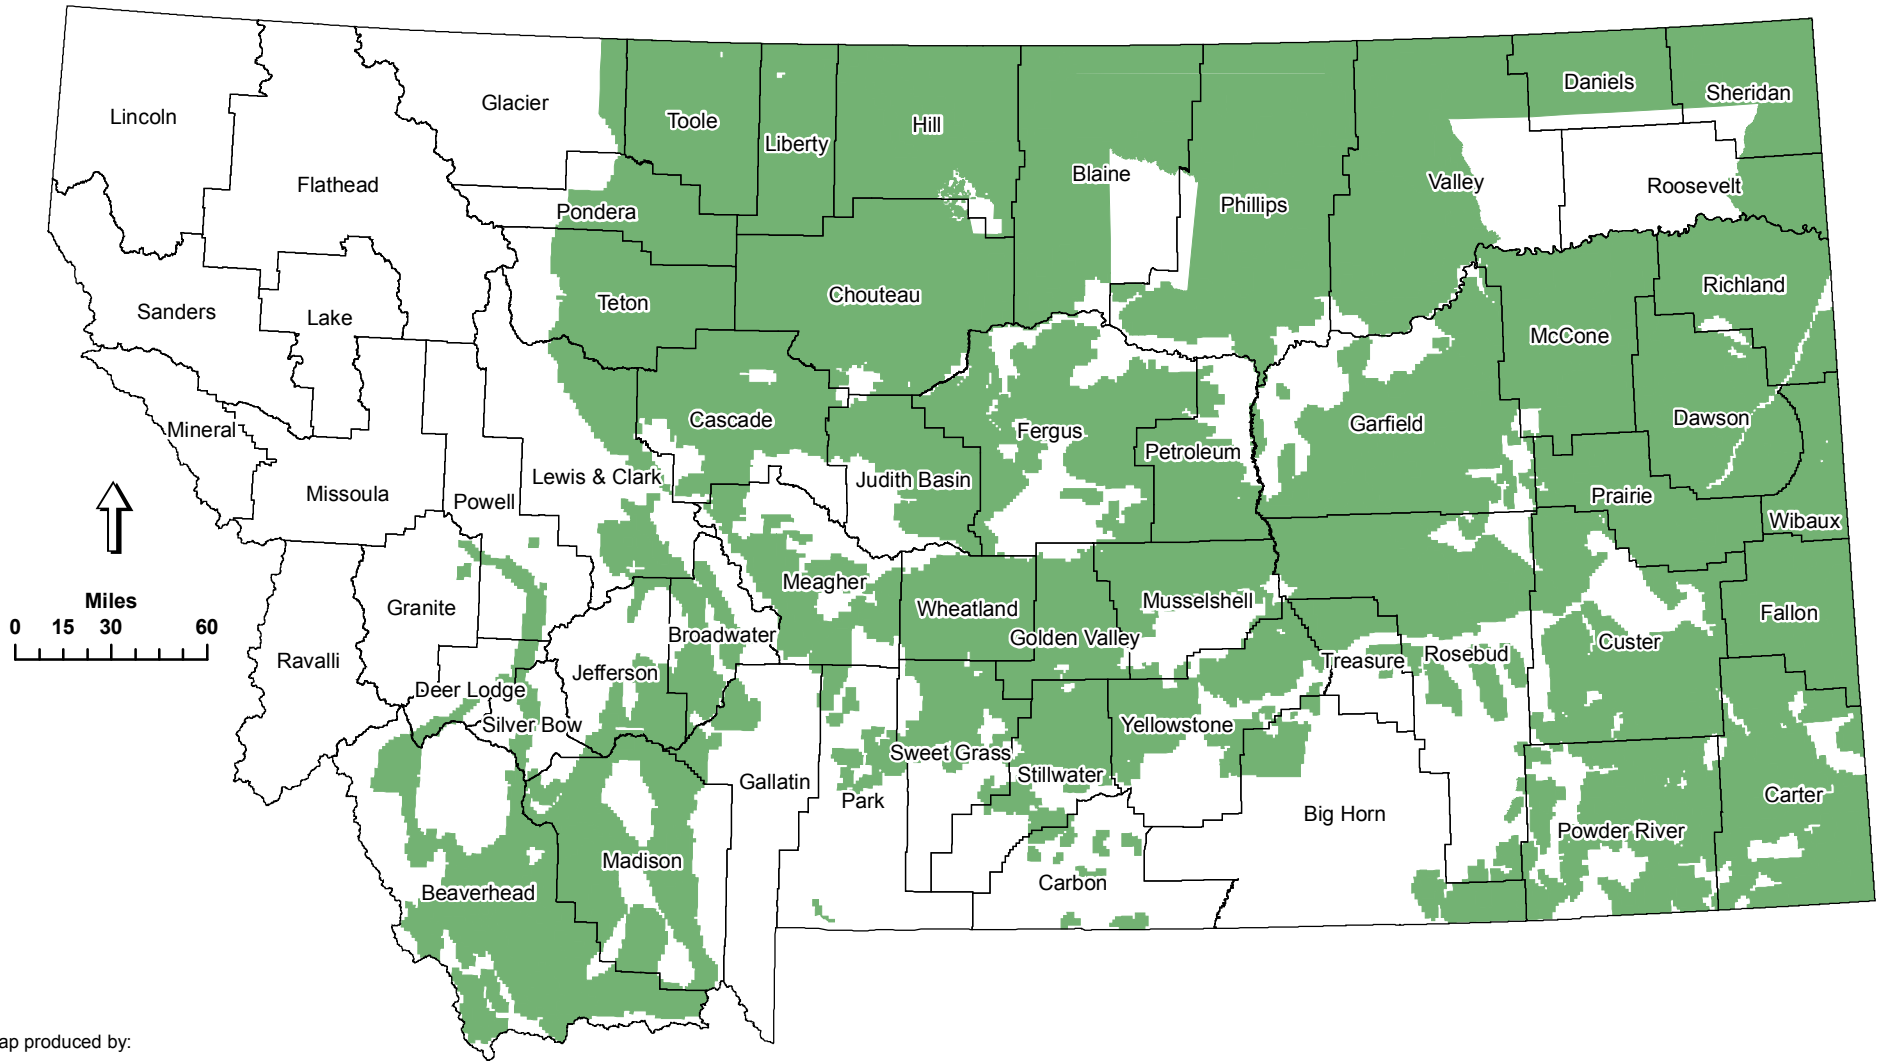 Daniels
Sheridan
Lincoln
Glacier
Toole
Hill
Liberty
Blaine
Flathead
Valley
Roosevelt
Phillips
Pondera
Teton
Chouteau
Richland
Sanders
Lake
McCone
Cascade
Dawson
Mineral
Fergus
Garfield
Petroleum
Lewis & Clark
Judith Basin
Missoula
Powell
Prairie
Wibaux
Meagher
Miles
0 15 30 60
Granite
Wheatland
Musselshell
Fallon
Broadwater
Golden Valley
Custer
Ravalli
Jefferson
Treasure
Rosebud
Deer Lodge
Silver Bow
Yellowstone
Sweet Grass
Stillwater
Gallatin
Park
Carter
Big Horn
Powder River
Madison
Carbon
Beaverhead
ap produced by: